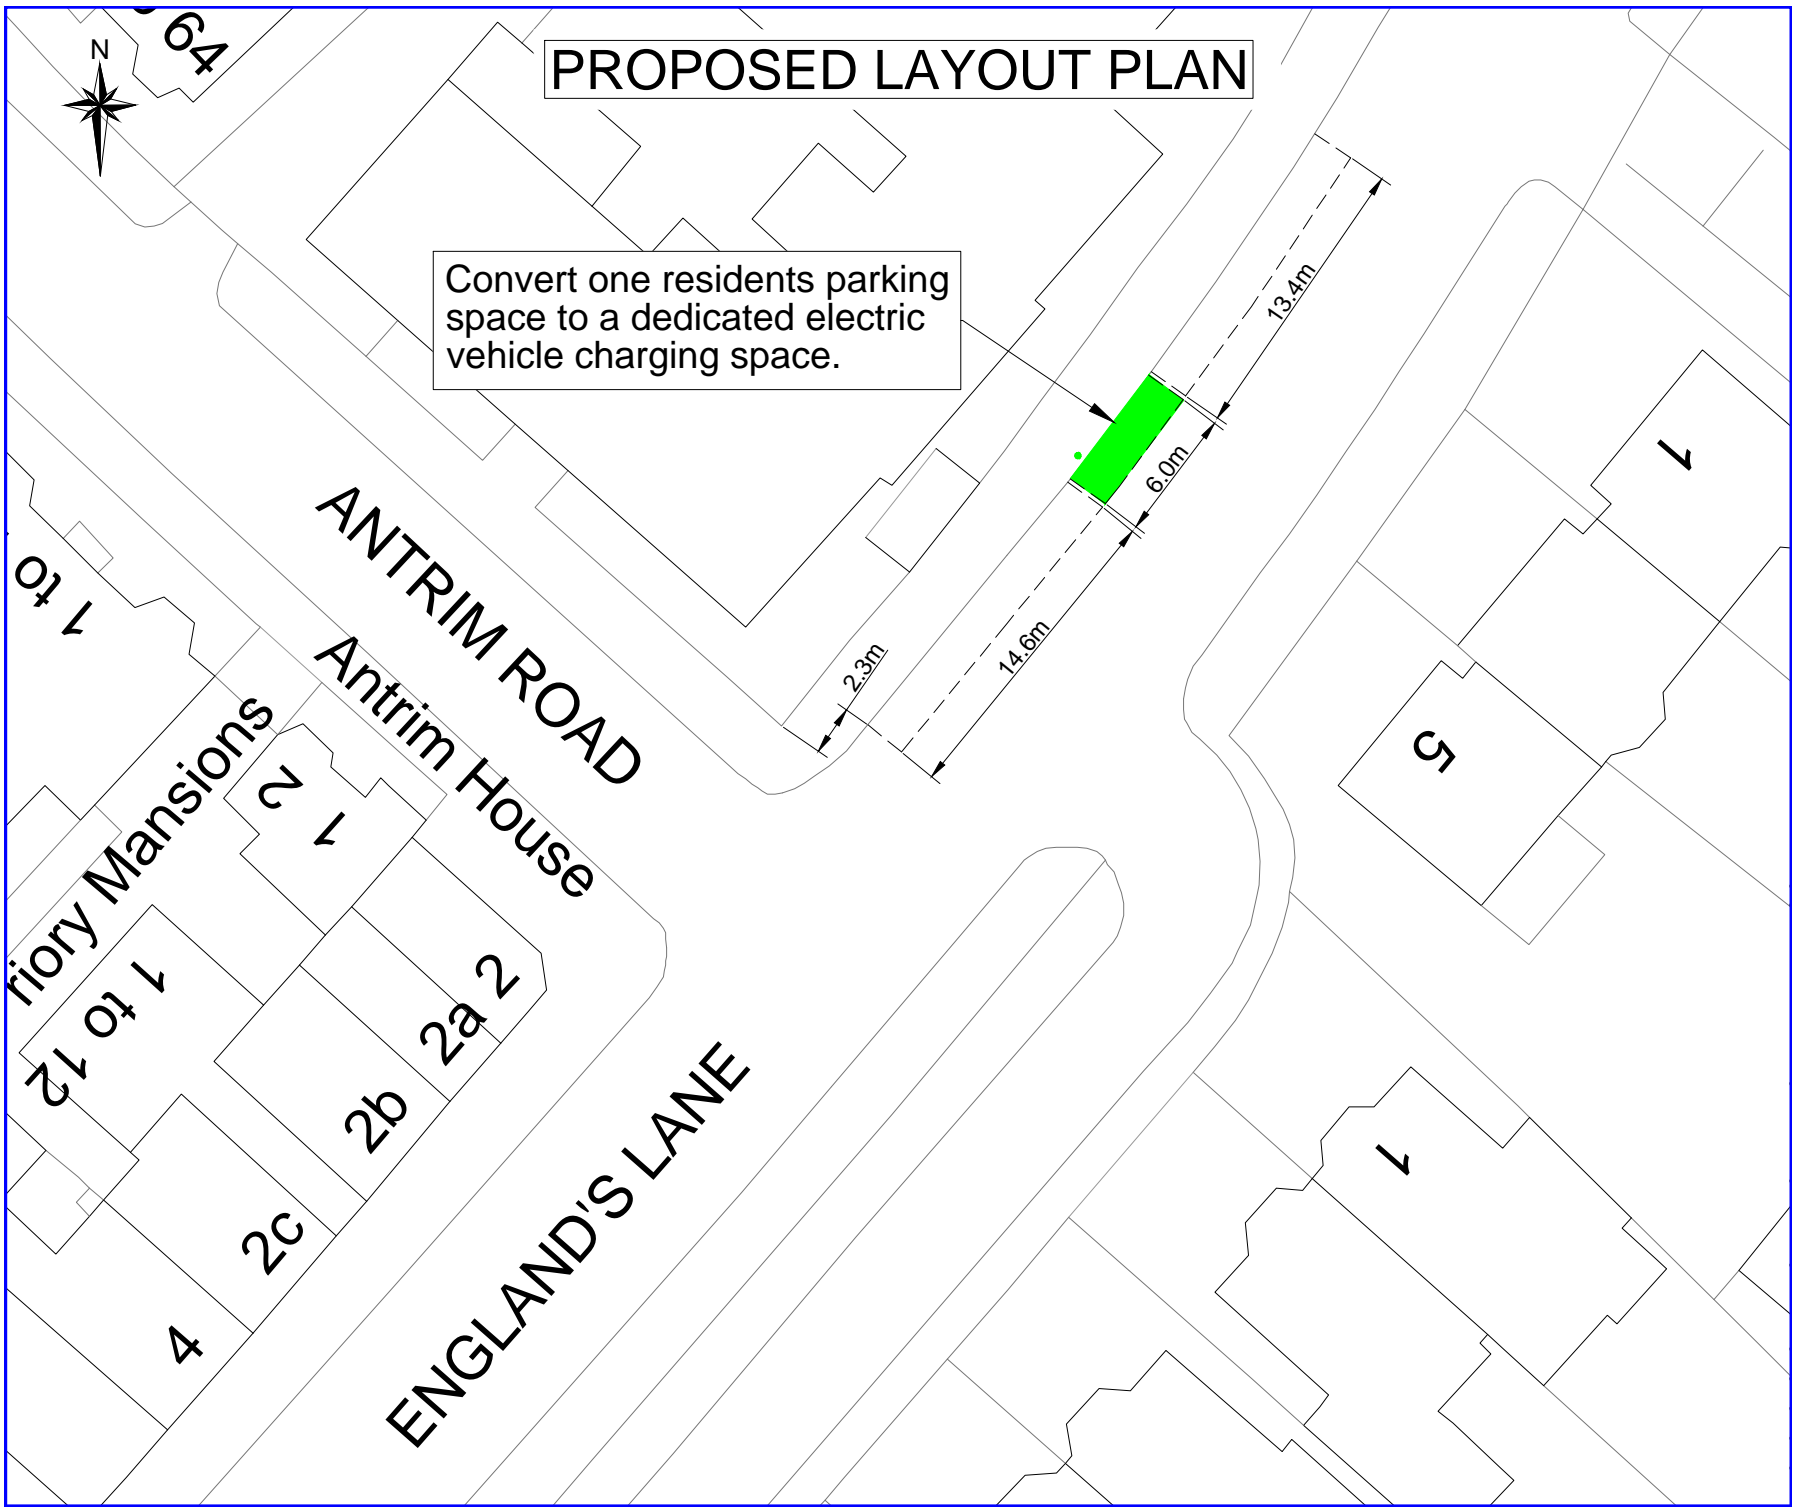 64
N
PROPOSED LAYOUT PLAN
Convert one residents parking
space to a dedicated electric
vehicle charging space.
13.4m
6.0m
14.6m
2.3m
ANTRIM ROAD
Antrim House
1 to
riory Mansions
1 to 12
2
1
2
2a
2b
2c
4
ENGLAND'S LANE
1
5
1